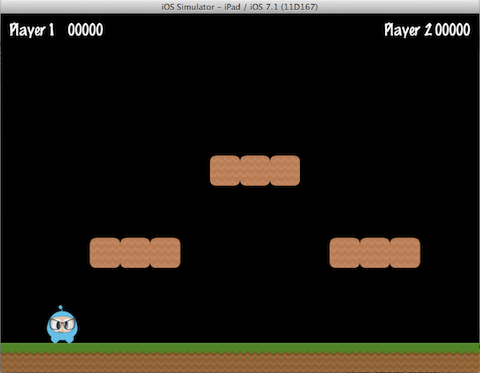 iOS Simulator - iPad / iOS 7.1 (11D167)
Player 1 00000
Player 2 00000